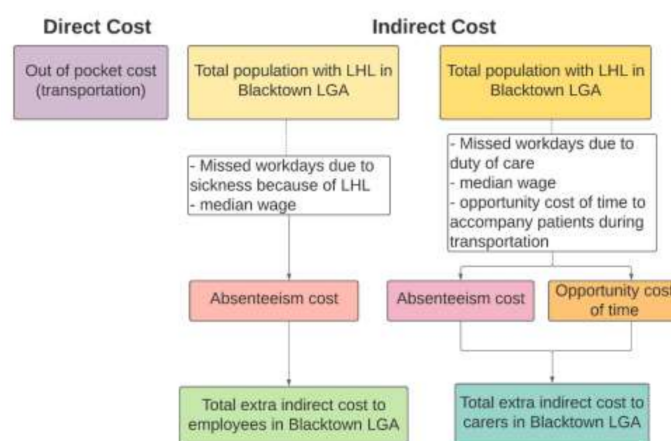 Direct Cost
Indirect Cost
Out of pocket cost
(transportation)
Total population with LHL in
Blacktown LGA
Total population with LHL in
Blacktown LGA
- Missed workdays due to
sickness because of LHL
- median wage
- Missed workdays due to
duty of care
- median wage
- opportunity cost of time to
accompany patients during
transportation
Absenteeism cost
Absenteeism cost
Opportunity cost
of time
Total extra indirect cost to
employees in Blacktown LGA
Total extra indirect cost to
carers in Blacktown LGA